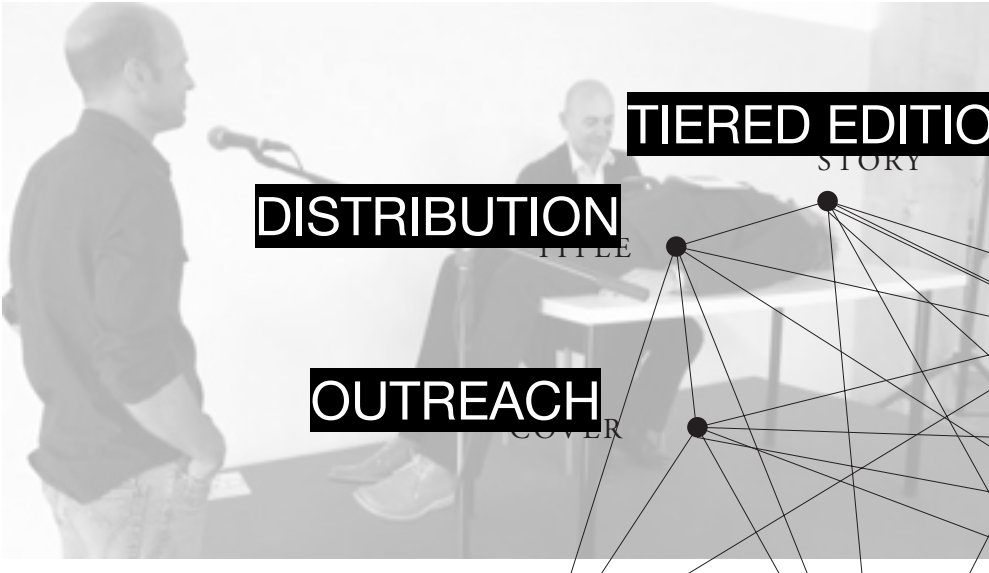 TIERED EDITIO
STORY
DISTRIBUTION
TITLE
OUTREACH
COVER